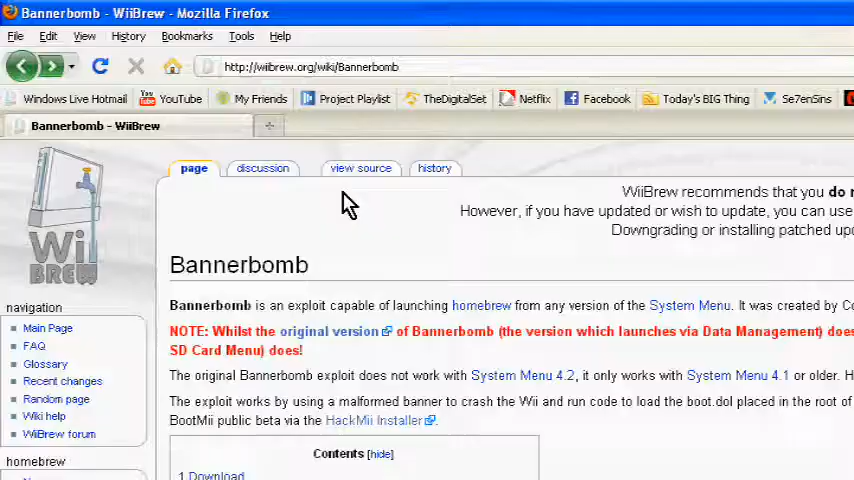 Bannerbomb - WiiBrew - Mozilla Firefox
File Edit View History Bookmarks Tools Help
http://wiibrew.org/wiki/Bannerbomb
Windows Live Hotmail YouTube My Friends Project Playlist TheDigitalSet Netflix Facebook Today's BIG Thing Se7enSins
Bannerbomb - WiiBrew
page discussion view source history
WiiBrew recommends that you do
However, if you have updated or wish to update, you can use
Downgrading or installing patched
Wii
BREW
Bannerbomb
navigation
Main Page
FAQ
Glossary
Recent changes
Random page
Wiki help
WiiBrew forum
homebrew
Bannerbomb is an exploit capable of launching homebrew from any version of the System Menu. It was created by
NOTE: Whilst the original version of Bannerbomb (the version which launches via Data Management)
SD Card Menu) does!
The original Bannerbomb exploit does not work with System Menu 4.2, it only works with System Menu 4.1 or older.
The exploit works by using a malformed banner to crash the Wii and run code to load the boot.dol placed in the root of
BootMii public beta via the HackMii Installer.
Contents [hide]
1 Download